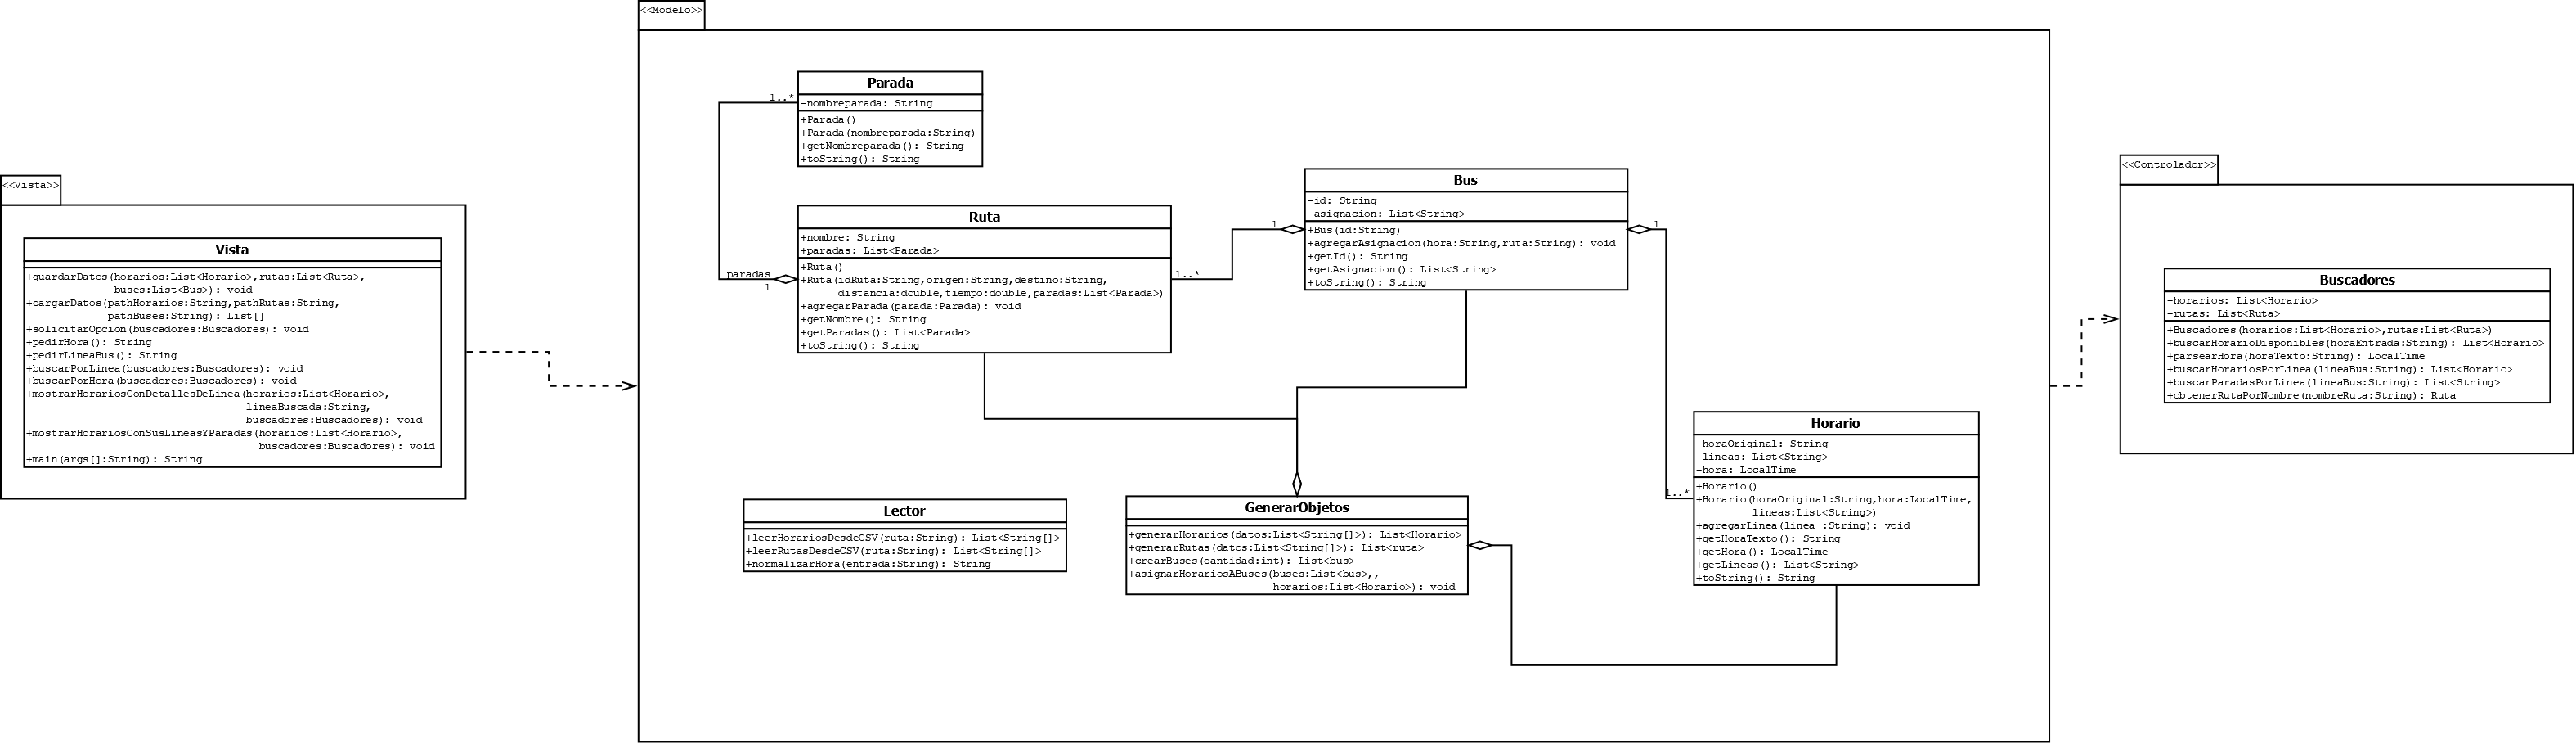 <<Vista>>
Vista
+guardarDatos(horarios:List<Horario>,rutas:List<Ruta>,
buses:List<Bus>): void
+cargarDatos(pathHorarios:String,pathRutas:String,
pathBuses:String): List[]
+solicitarOpcion(buscadores:Buscadores): void
+pedirHora(): String
+pedirLineaBus(): String
+buscarPorLinea(buscadores:Buscadores): void
+buscarPorHora(buscadores:Buscadores): void
+mostrarHorariosConDetallesDeLinea(horarios:List<Horario>,
lineaBuscada:String,
buscadores:Buscadores): void
+mostrarHorariosConSusLineasYParadas(horarios:List<Horario>,
buscadores:Buscadores): void
+main(args[]:String): String
<<Modelo>>
Parada
-nombreparada: String
+Parada()
+Parada(nombreparada:String)
+getNombreparada(): String
+toString(): String
1..*
paradas
1
Ruta
+nombre: String
+paradas: List<Parada>
+Ruta()
+Ruta(idRuta:String,origen:String,destino:String,
distancia:double,tiempo:double,paradas:List<Parada>)
+agregarParada(parada:Parada): void
+getNombre(): String
+getParadas(): List<Parada>
+toString(): String
1..*
1
Bus
-id: String
-asignacion: List<String>
+Bus(id:String)
+agregarAsignacion(hora:String,ruta:String): void
+getId(): String
+getAsignacion(): List<String>
+toString(): String
1
1..*
Horario
-horaOriginal: String
-lineas: List<String>
-hora: LocalTime
+Horario()
+Horario(horaOriginal:String,hora:LocalTime,
lineas:List<String>)
+agregarLinea(linea :String): void
+getHoraTexto(): String
+getHora(): LocalTime
+getLineas(): List<String>
+toString(): String
Lector
+leerHorariosDesdeCSV(ruta:String): List<String[]>
+leerRutasDesdeCSV(ruta:String): List<String[]>
+normalizarHora(entrada:String): String
GenerarObjetos
+generarHorarios(datos:List<String[]>): List<Horario>
+generarRutas(datos:List<String[]>): List<ruta>
+crearBuses(cantidad:int): List<bus>
+asignarHorariosABuses(buses:List<bus>,,
horarios:List<Horario>): void
<<Controlador>>
Buscadores
-horarios: List<Horario>
-rutas: List<Ruta>
+Buscadores(horarios:List<Horario>,rutas:List<Ruta>)
+buscarHorarioDisponibles(horaEntrada:String): List<Horario>
+parsearHora(horaTexto:String): LocalTime
+buscarHorariosPorLinea(lineaBus:String): List<Horario>
+buscarParadasPorLinea(lineaBus:String): List<String>
+obtenerRutaPorNombre(nombreRuta:String): Ruta